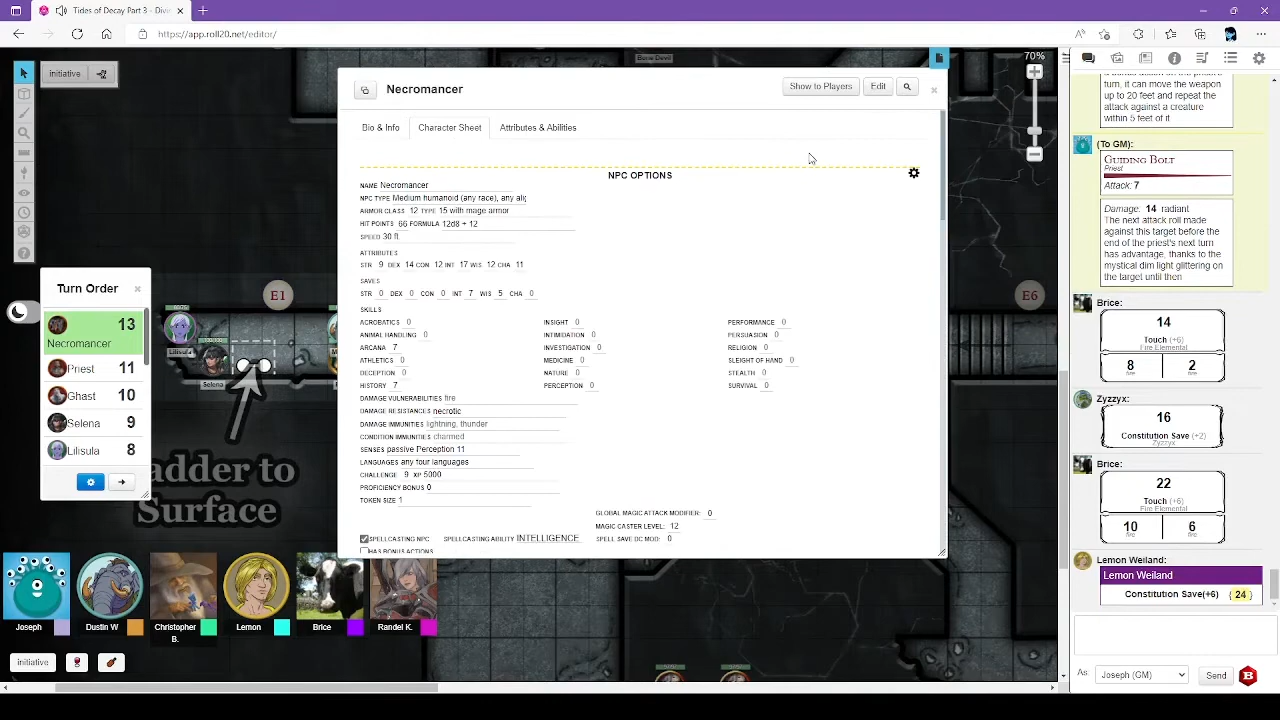 Tides of Decay Part 3 -
https://app.roll20.net/editor/
initiative
Bone Devil
70%
Necromancer
Show to Players
Edit
Bio & Info
Character Sheet
Attributes & Abilities
NPC OPTIONS
NAME Necromancer
NPC TYPE Medium humanoid (any race), any alig
ARMOR CLASS 12 TYPE 15 with mage armor
HIT POINTS 66 FORMULA 12d8 + 12
SPEED 30 ft.
ATTRIBUTES
STR 9 DEX 14 CON 12 INT 17 WIS 12 CHA 11
SAVES
STR 0 DEX 0 CON 0 INT 7 WIS 5 CHA 0
SKILLS
ACROBATICS 0
ANIMAL HANDLING 0
ARCANA 7
ATHLETICS 0
DECEPTION 0
HISTORY 7
INSIGHT 0
INTIMIDATION 0
INVESTIGATION 0
MEDICINE 0
NATURE 0
PERCEPTION 0
PERFORMANCE 0
PERSUASION 0
RELIGION 0
SLEIGHT OF HAND 0
STEALTH 0
SURVIVAL 0
DAMAGE VULNERABILITIES fire
DAMAGE RESISTANCES necrotic
DAMAGE IMMUNITIES lightning, thunder
CONDITION IMMUNITIES charmed
SENSES passive Perception 11
LANGUAGES any four languages
CHALLENGE 9 XP 5000
PROFICIENCY BONUS 0
TOKEN SIZE 1
GLOBAL MAGIC ATTACK MODIFIER: 0
MAGIC CASTER LEVEL: 12
SPELLCASTING NPC SPELLCASTING ABILITY INTELLIGENCE SPELL SAVE DC MOD: 0
HAS BONUS ACTIONS
Turn Order
Necromancer 13
Priest 11
Ghast 10
Selena 9
Lilisula 8
E1
E6
Lilisula
Selena
adder to
Surface
Joseph
Dustin W
Christopher B.
Lemon
Brice
Randel K.
initiative
turn, it can move the weapon
up to 20 feet and repeat the
attack against a creature
within 5 feet of it
(To GM):
Guiding Bolt
(Priest)
Attack: 7
Damage: 14 radiant
The next attack roll made
against this target before the
end of the priest's next turn
has advantage, thanks to the
mystical dim light glittering
on the target until then
Brice:
14
Touch (+6)
Fire Elemental
8
fire
2
fire
Zyzzyx:
16
Constitution Save (+2)
Zyzzyx
Brice:
22
Touch (+6)
Fire Elemental
10
fire
6
fire
Lemon Weiland:
Lemon Weiland
Constitution Save(+6) (24)
As:
Joseph (GM)
Send